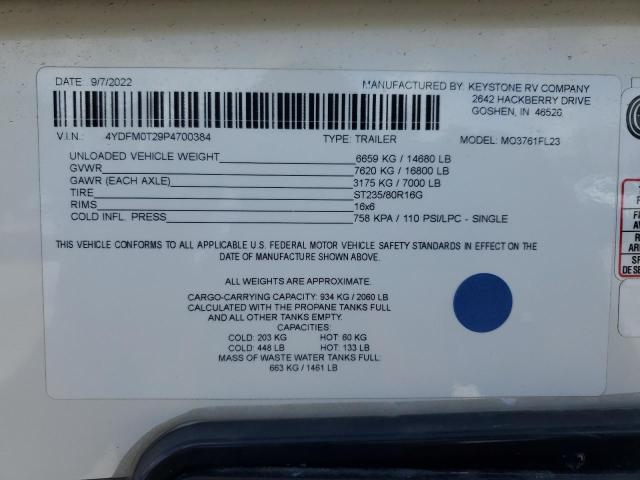 DATE: 9/7/2022
MANUFACTURED BY: KEYSTONE RV COMPANY
2642 HACKBERRY DRIVE
GOSHEN, IN 46526
V.I.N.: 4YDFM0T29P4700384 TYPE: TRAILER MODEL: MO3761FL23
UNLOADED VEHICLE WEIGHT 6659 KG / 14680 LB
GVWR 7620 KG / 16800 LB
GAWR (EACH AXLE) 3175 KG / 7000 LB
TIRE ST235/80R16G
RIMS 16x6
COLD INFL. PRESS 758 KPA / 110 PSI/LPC - SINGLE
THIS VEHICLE CONFORMS TO ALL APPLICABLE U.S. FEDERAL MOTOR VEHICLE SAFETY STANDARDS IN EFFECT ON THE
DATE OF MANUFACTURE SHOWN ABOVE.
ALL WEIGHTS ARE APPROXIMATE.
CARGO-CARRYING CAPACITY: 934 KG / 2060 LB
CALCULATED WITH THE PROPANE TANKS FULL
AND ALL OTHER TANKS EMPTY.
CAPACITIES:
COLD: 203 KG HOT: 60 KG
COLD: 448 LB HOT: 133 LB
MASS OF WASTE WATER TANKS FULL:
663 KG / 1461 LB